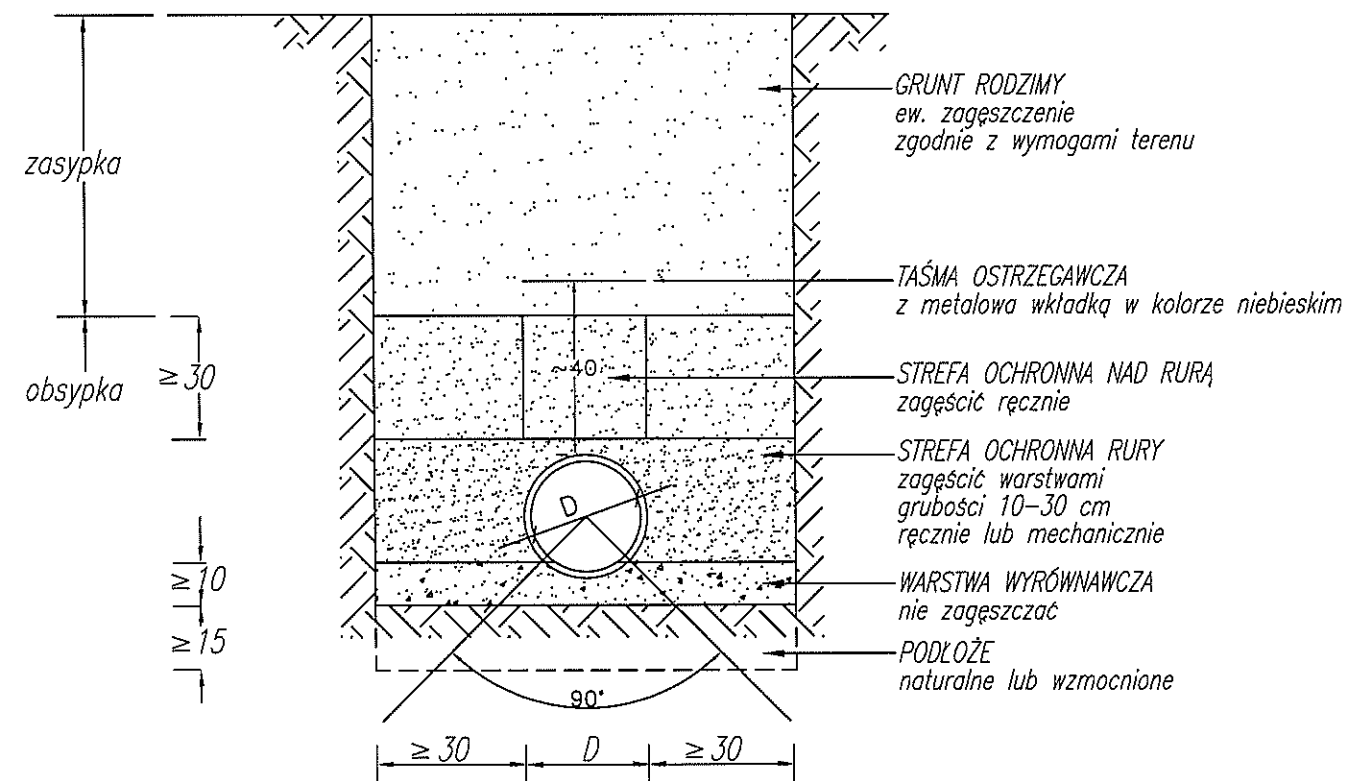 GRUNT RODZIMY
ew. zagęszczenie
zgodnie z wymogami terenu
zasypka
TAŚMA OSTRZEGAWCZA
z metalowa wkładką w kolorze niebieskim
obsypka
≥ 30
~40
STREFA OCHRONNA NAD RURĄ
zagęścić ręcznie
STREFA OCHRONNA RURY
zagęścić warstwami
grubości 10–30 cm
ręcznie lub mechanicznie
D
≥ 10
WARSTWA WYRÓWNAWCZA
nie zagęszczać
≥ 15
PODŁOŻE
naturalne lub wzmocnione
90°
≥ 30 D ≥ 30